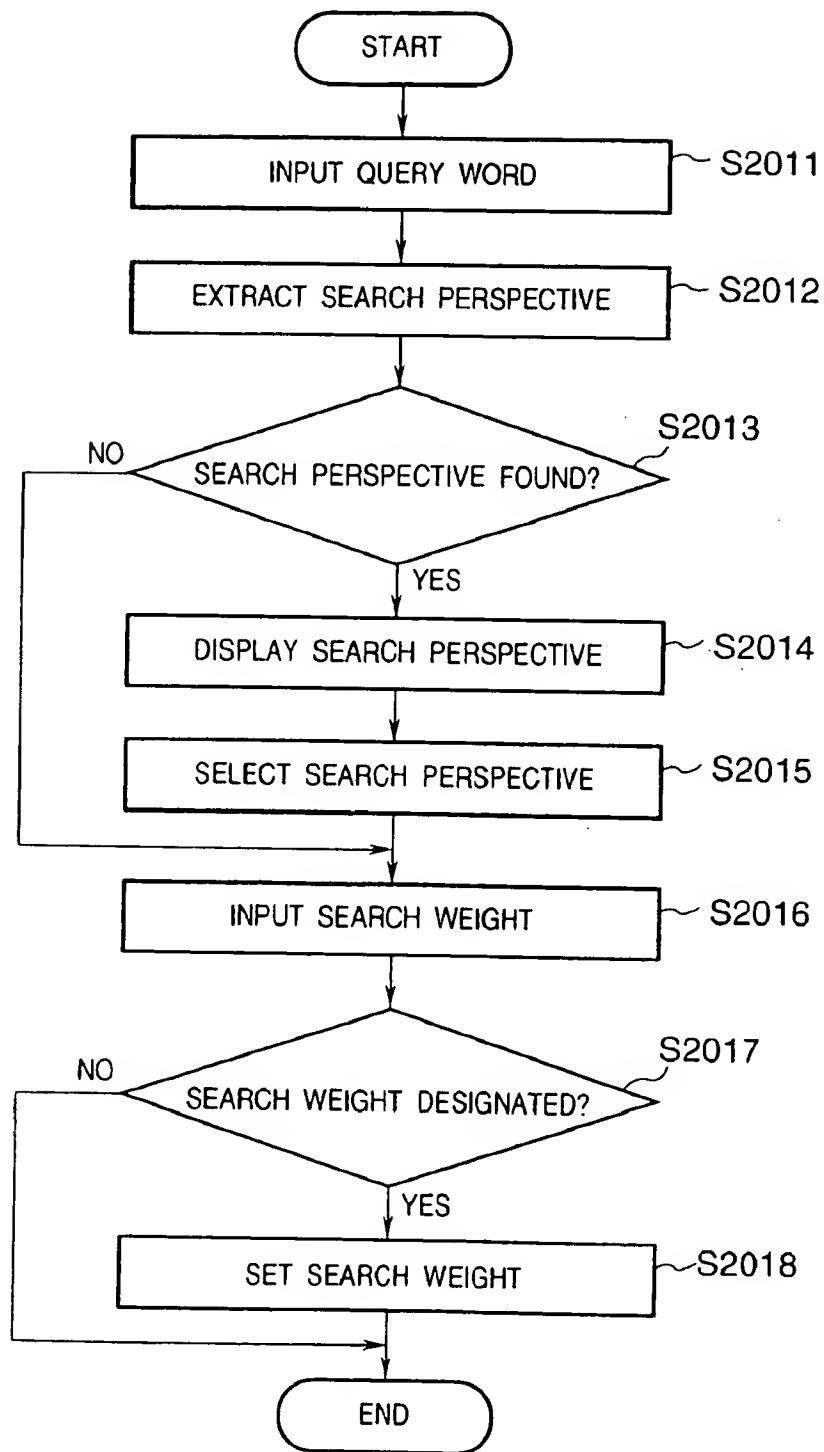 START
INPUT QUERY WORD
S2011
EXTRACT SEARCH PERSPECTIVE
S2012
S2013
NO
SEARCH PERSPECTIVE FOUND?
YES
DISPLAY SEARCH PERSPECTIVE
S2014
SELECT SEARCH PERSPECTIVE
S2015
INPUT SEARCH WEIGHT
S2016
S2017
NO
SEARCH WEIGHT DESIGNATED?
YES
SET SEARCH WEIGHT
S2018
END